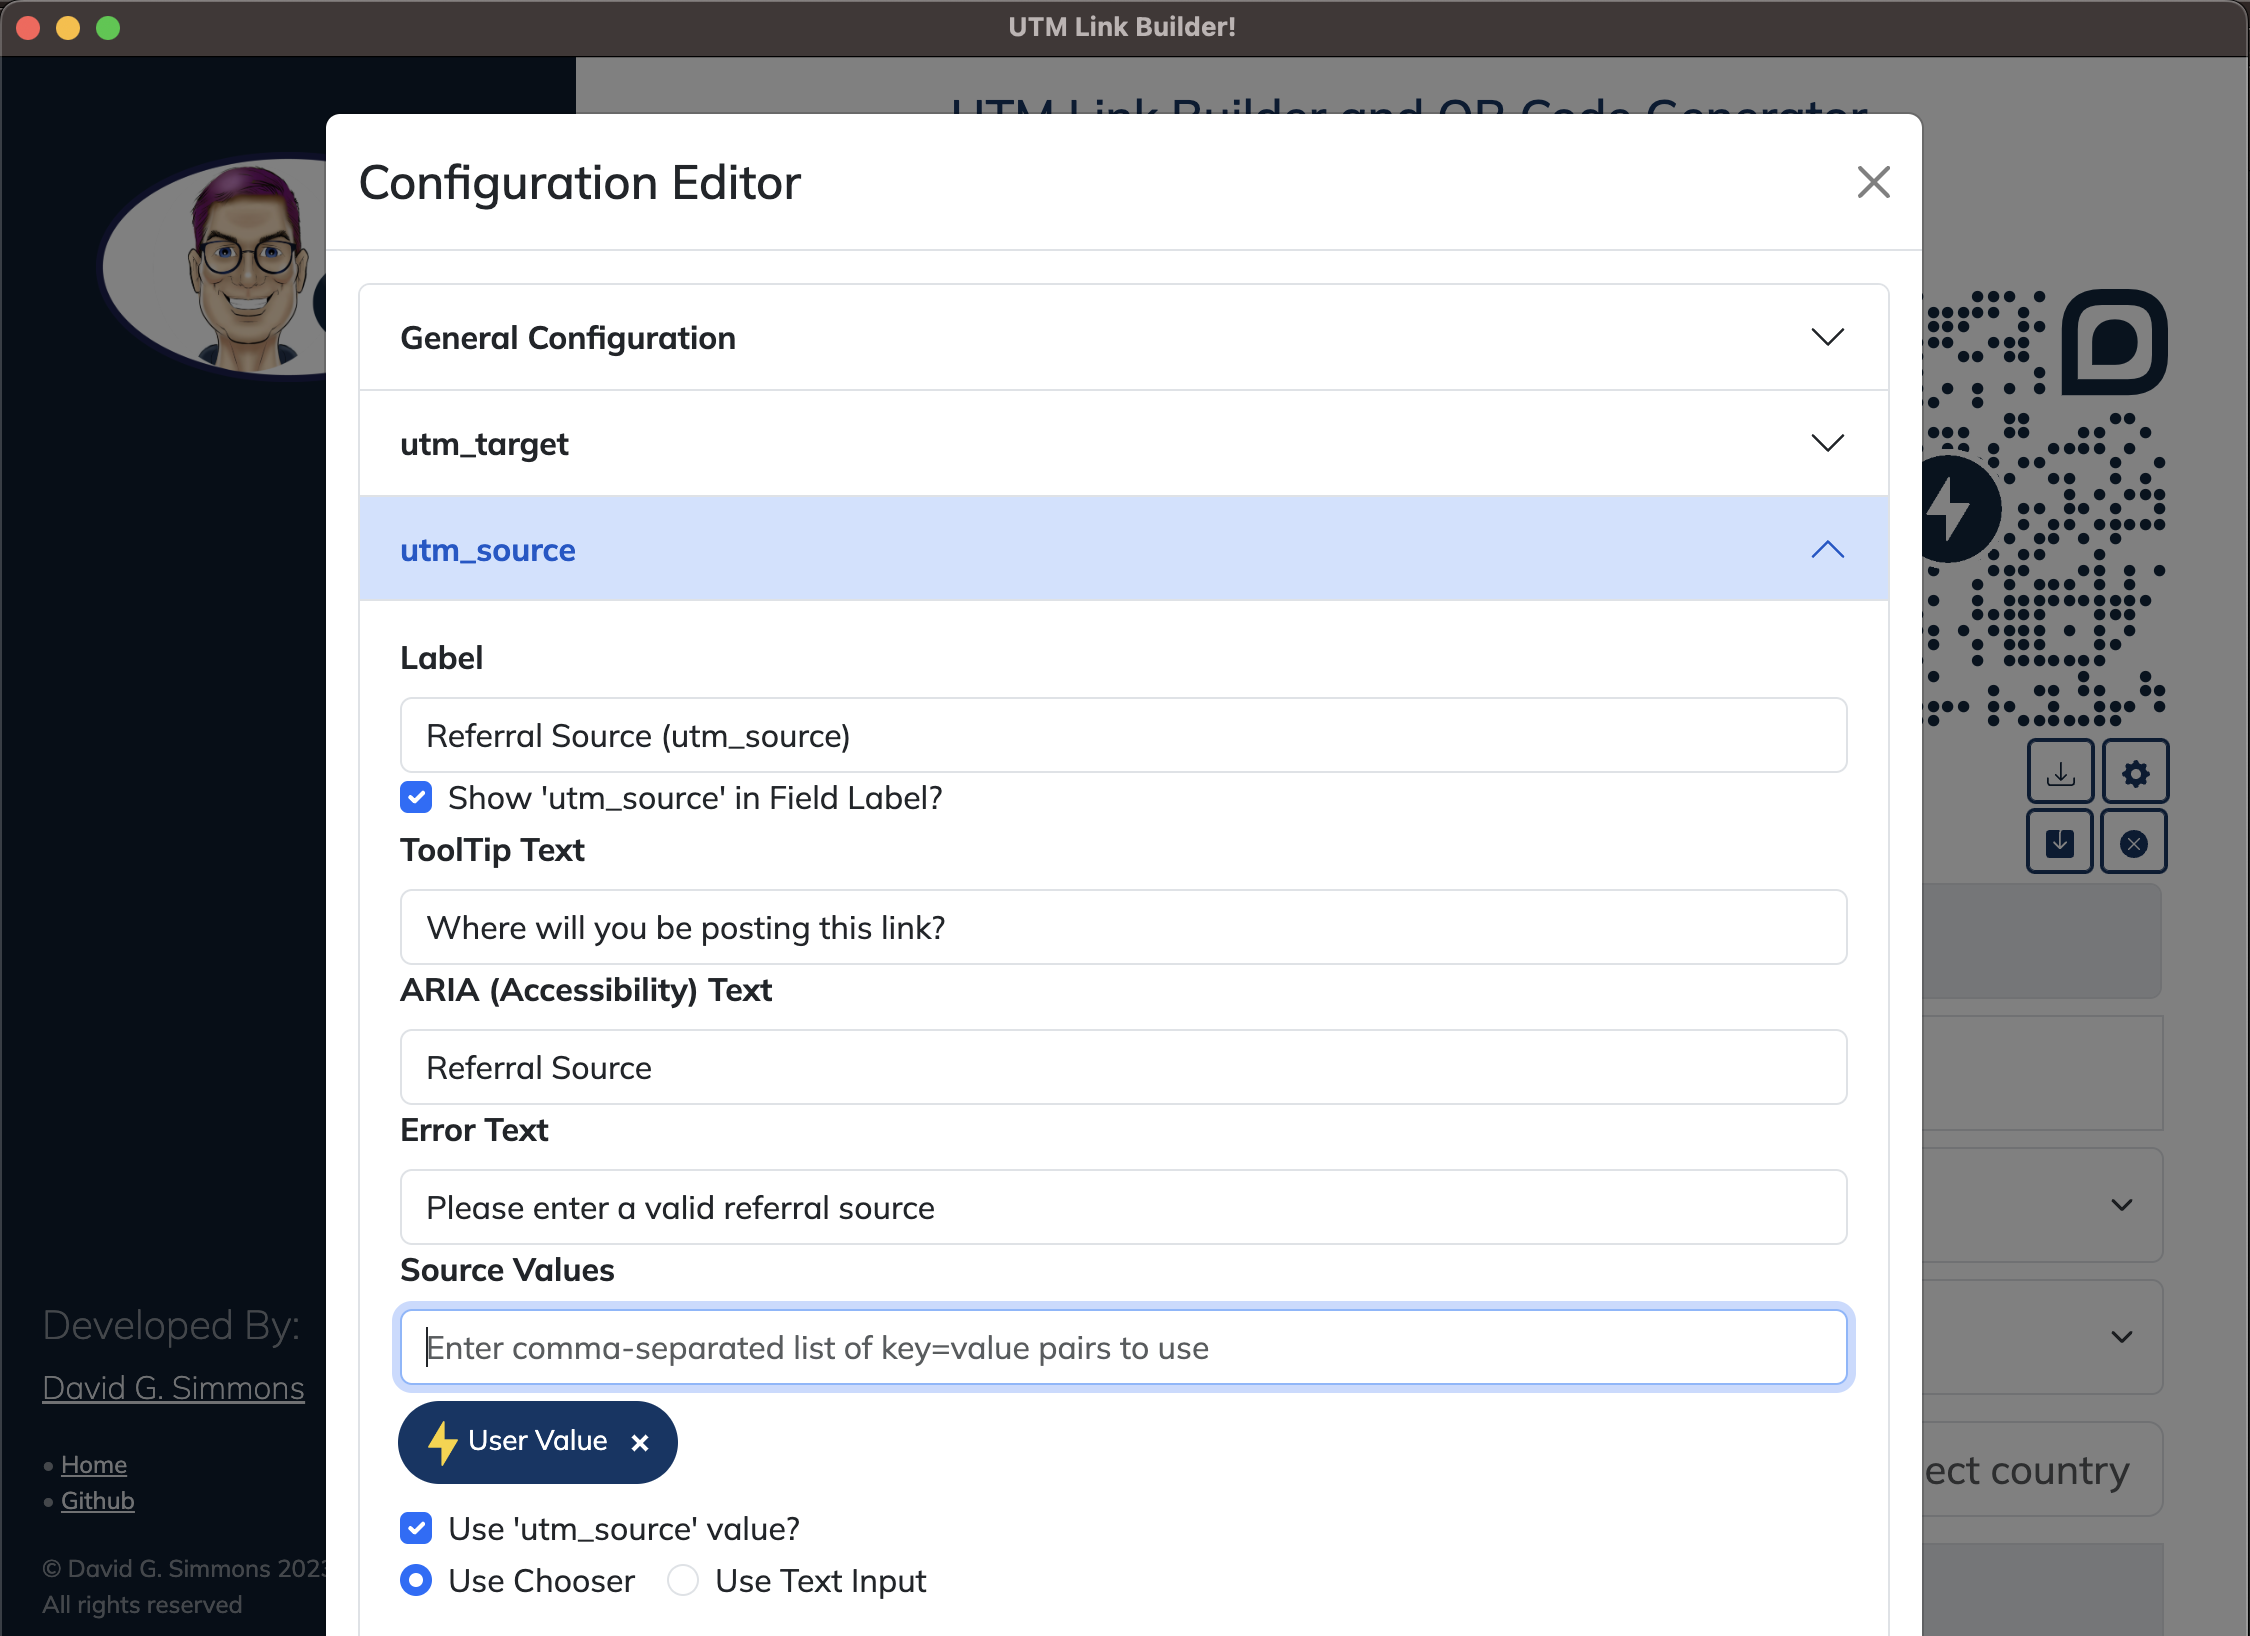 UTM Link Builder!
UTM Link Builder and QR Code Generator
Configuration Editor
General Configuration
utm_target
utm_source
Label
Referral Source (utm_source)
Show 'utm_source' in Field Label?
ToolTip Text
Where will you be posting this link?
ARIA (Accessibility) Text
Referral Source
Error Text
Please enter a valid referral source
Source Values
Enter comma-separated list of key=value pairs to use
User Value
Use 'utm_source' value?
Use Chooser Use Text Input
Developed By:
David G. Simmons
Home
Github
© David G. Simmons 2023
All rights reserved
ect country